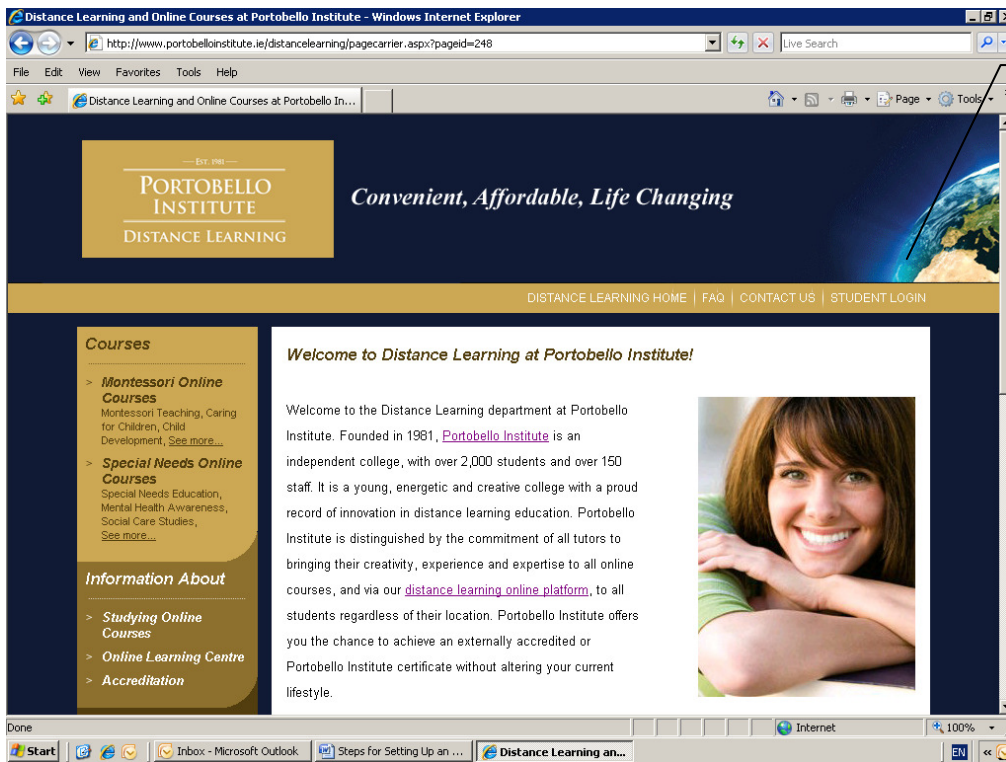 Distance Learning and Online Courses at Portobello Institute - Windows Internet Explorer
http://www.portobelloinstitute.ie/distancelearning/pagecarrier.aspx?pageid=248
Live Search
File Edit View Favorites Tools Help
Distance Learning and Online Courses at Portobello In...
Page Tools
EST. 1981
PORTOBELLO
INSTITUTE
DISTANCE LEARNING
Convenient, Affordable, Life Changing
DISTANCE LEARNING HOME | FAQ | CONTACT US | STUDENT LOGIN
Courses
> Montessori Online
Courses
Montessori Teaching, Caring
for Children, Child
Development, See more...
> Special Needs Online
Courses
Special Needs Education,
Mental Health Awareness,
Social Care Studies,
See more...
Information About
> Studying Online
Courses
> Online Learning Centre
> Accreditation
Welcome to Distance Learning at Portobello Institute!
Welcome to the Distance Learning department at Portobello
Institute. Founded in 1981, Portobello Institute is an
independent college, with over 2,000 students and over 150
staff. It is a young, energetic and creative college with a proud
record of innovation in distance learning education. Portobello
Institute is distinguished by the commitment of all tutors to
bringing their creativity, experience and expertise to all online
courses, and via our distance learning online platform, to all
students regardless of their location. Portobello Institute offers
you the chance to achieve an externally accredited or
Portobello Institute certificate without altering your current
lifestyle.
Done
Internet
100%
Start
Inbox - Microsoft Outlook
Steps for Setting Up an ...
Distance Learning an...
EN
«